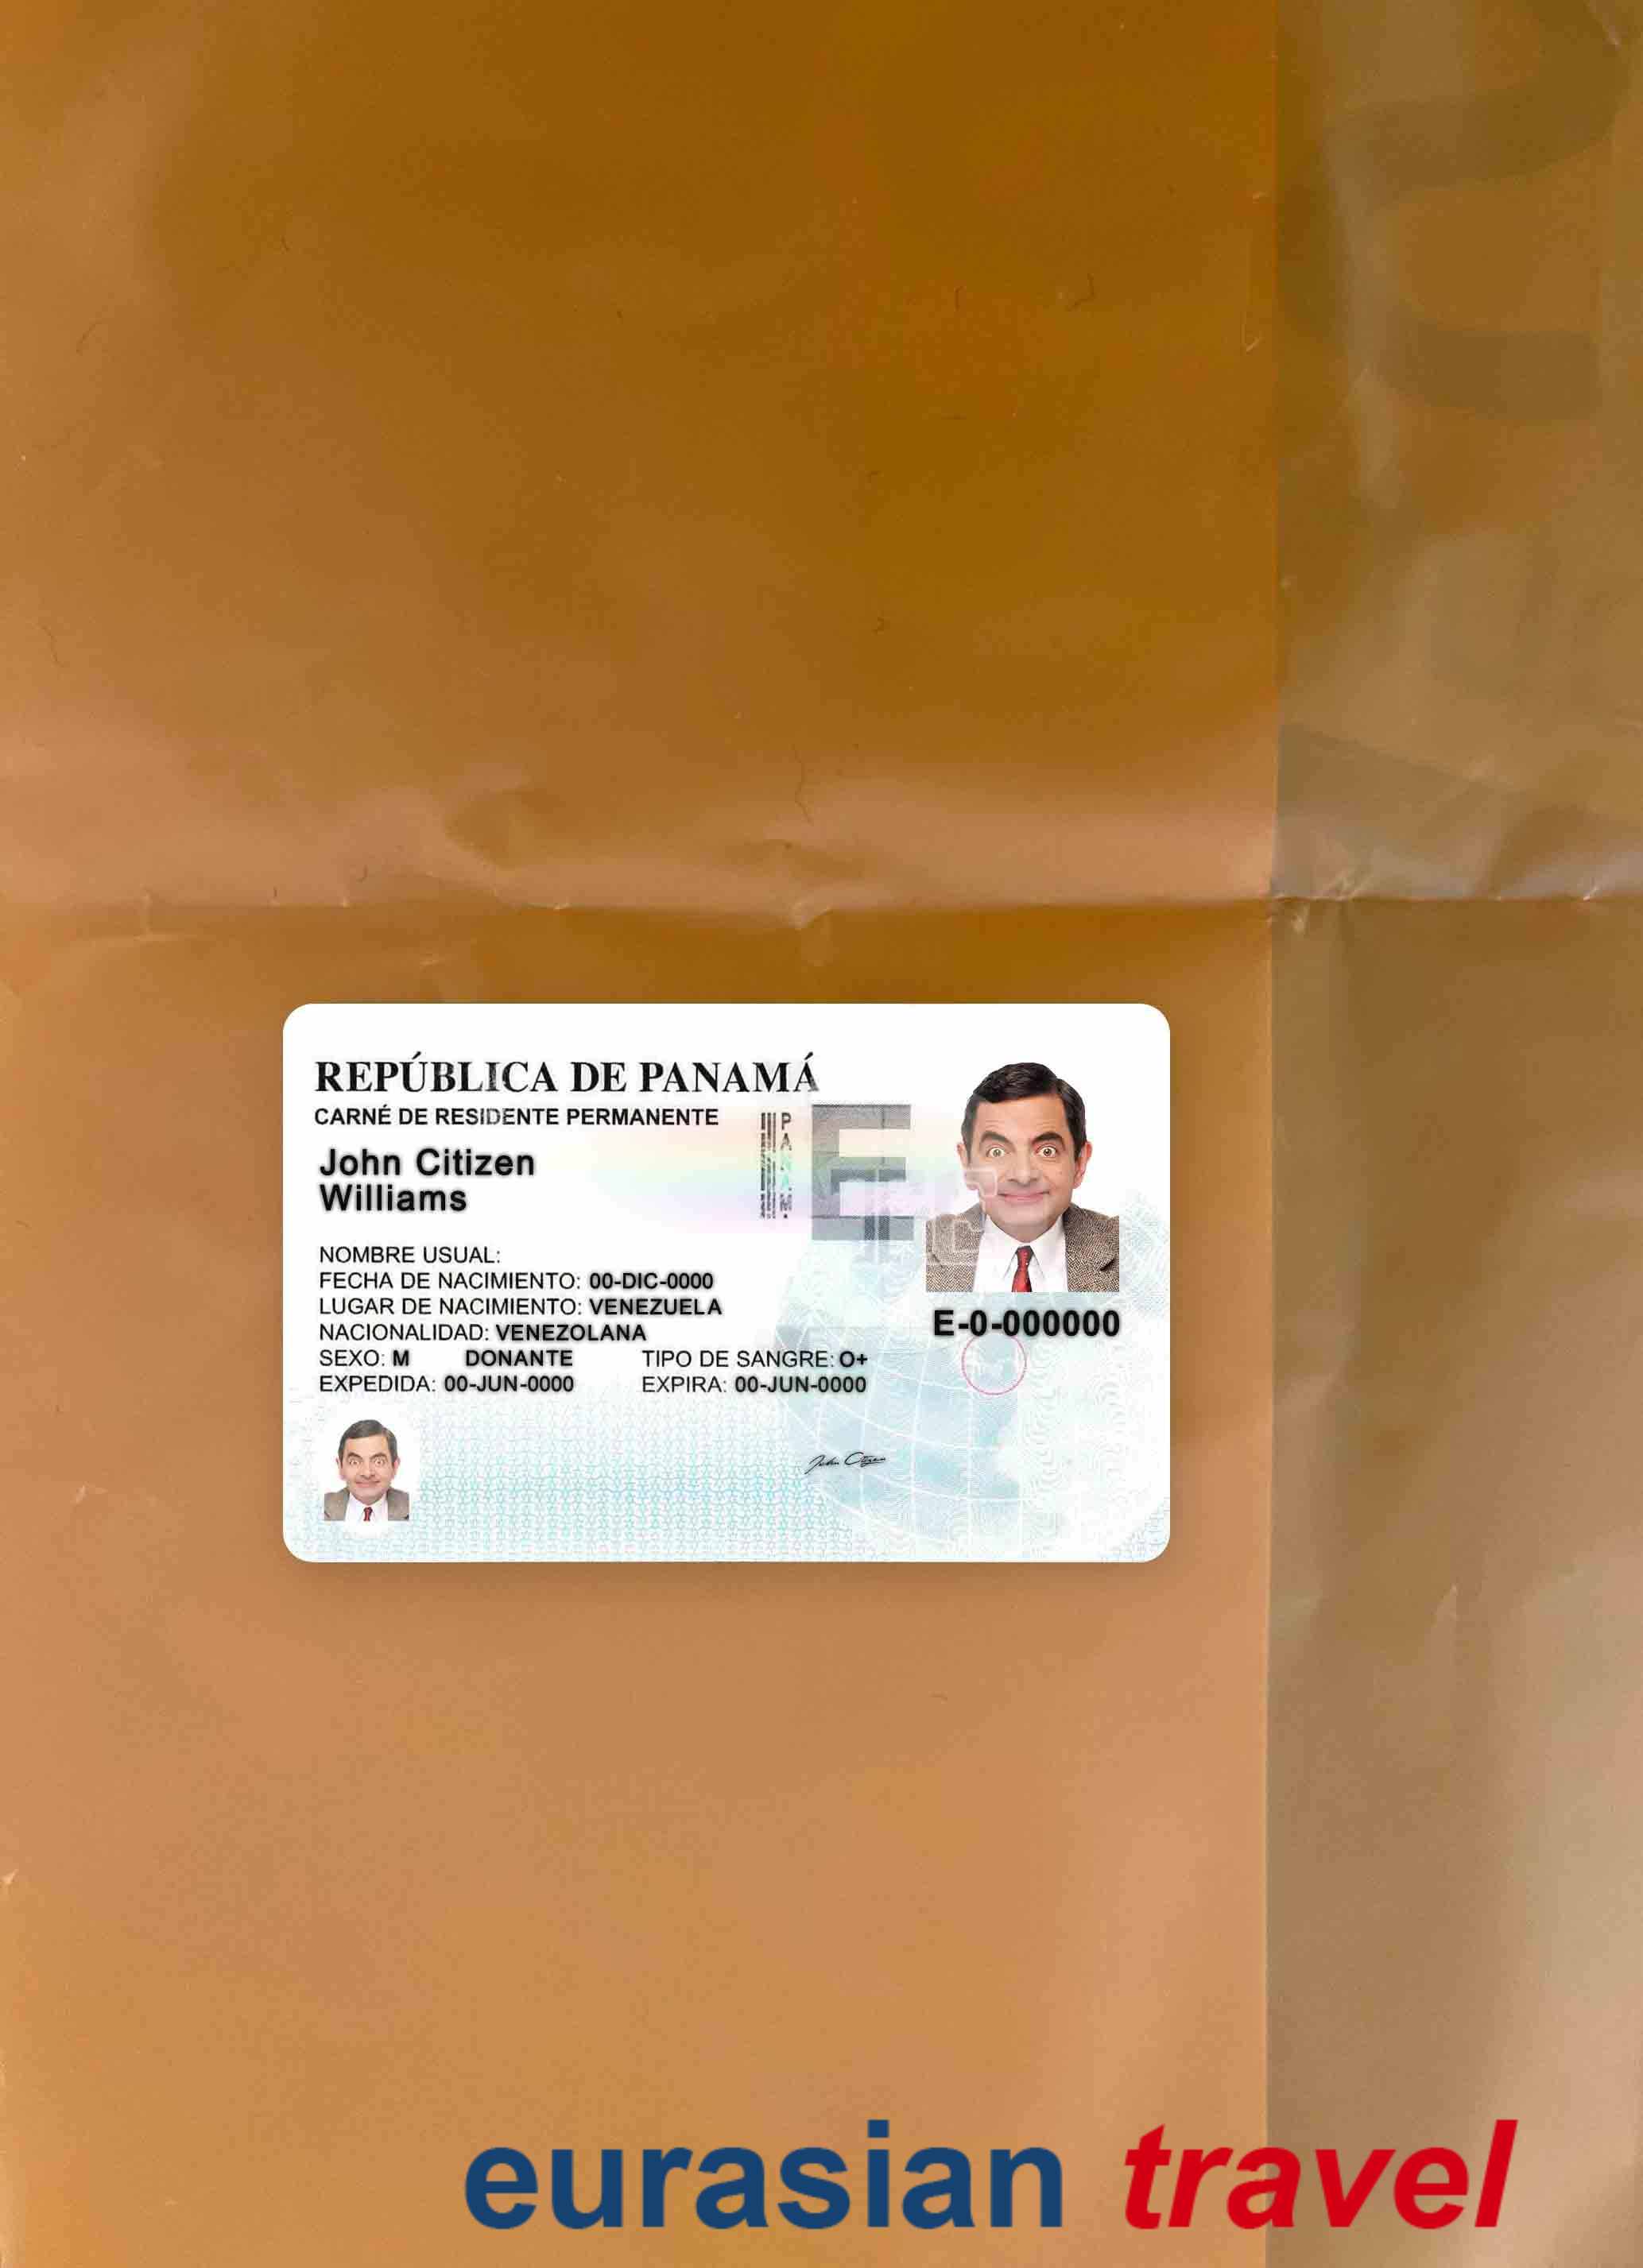 REPÚBLICA DE PANAMÁ
CARNÉ DE RESIDENTE PERMANENTE
PANAMÁ
E
John Citizen
Williams
NOMBRE USUAL:
FECHA DE NACIMIENTO: 00-DIC-0000
LUGAR DE NACIMIENTO: VENEZUELA
NACIONALIDAD: VENEZOLANA
SEXO: M DONANTE TIPO DE SANGRE: O+
EXPEDIDA: 00-JUN-0000 EXPIRA: 00-JUN-0000
E-0-000000
John Citizen
eurasian travel